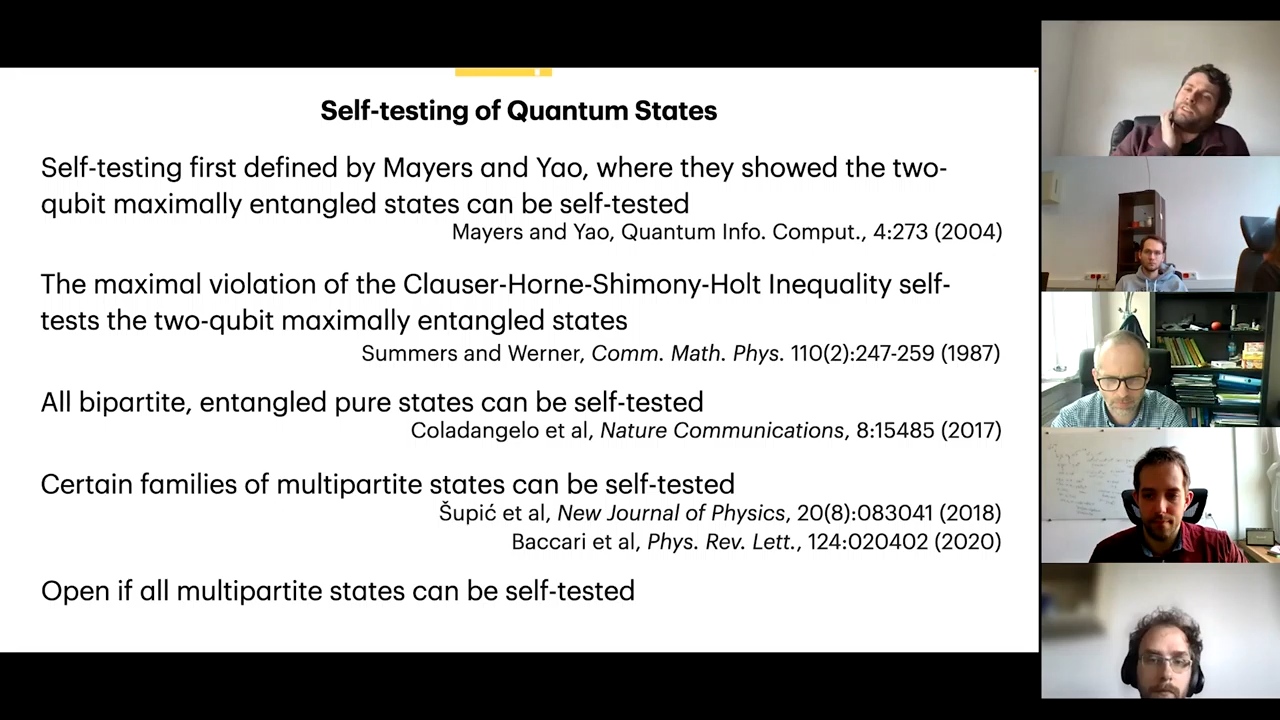 Self-testing of Quantum States
Self-testing first defined by Mayers and Yao, where they showed the two-
qubit maximally entangled states can be self-tested
Mayers and Yao, Quantum Info. Comput., 4:273 (2004)
The maximal violation of the Clauser-Horne-Shimony-Holt Inequality self-
tests the two-qubit maximally entangled states
Summers and Werner, Comm. Math. Phys. 110(2):247-259 (1987)
All bipartite, entangled pure states can be self-tested
Coladangelo et al, Nature Communications, 8:15485 (2017)
Certain families of multipartite states can be self-tested
Šupić et al, New Journal of Physics, 20(8):083041 (2018)
Baccari et al, Phys. Rev. Lett., 124:020402 (2020)
Open if all multipartite states can be self-tested